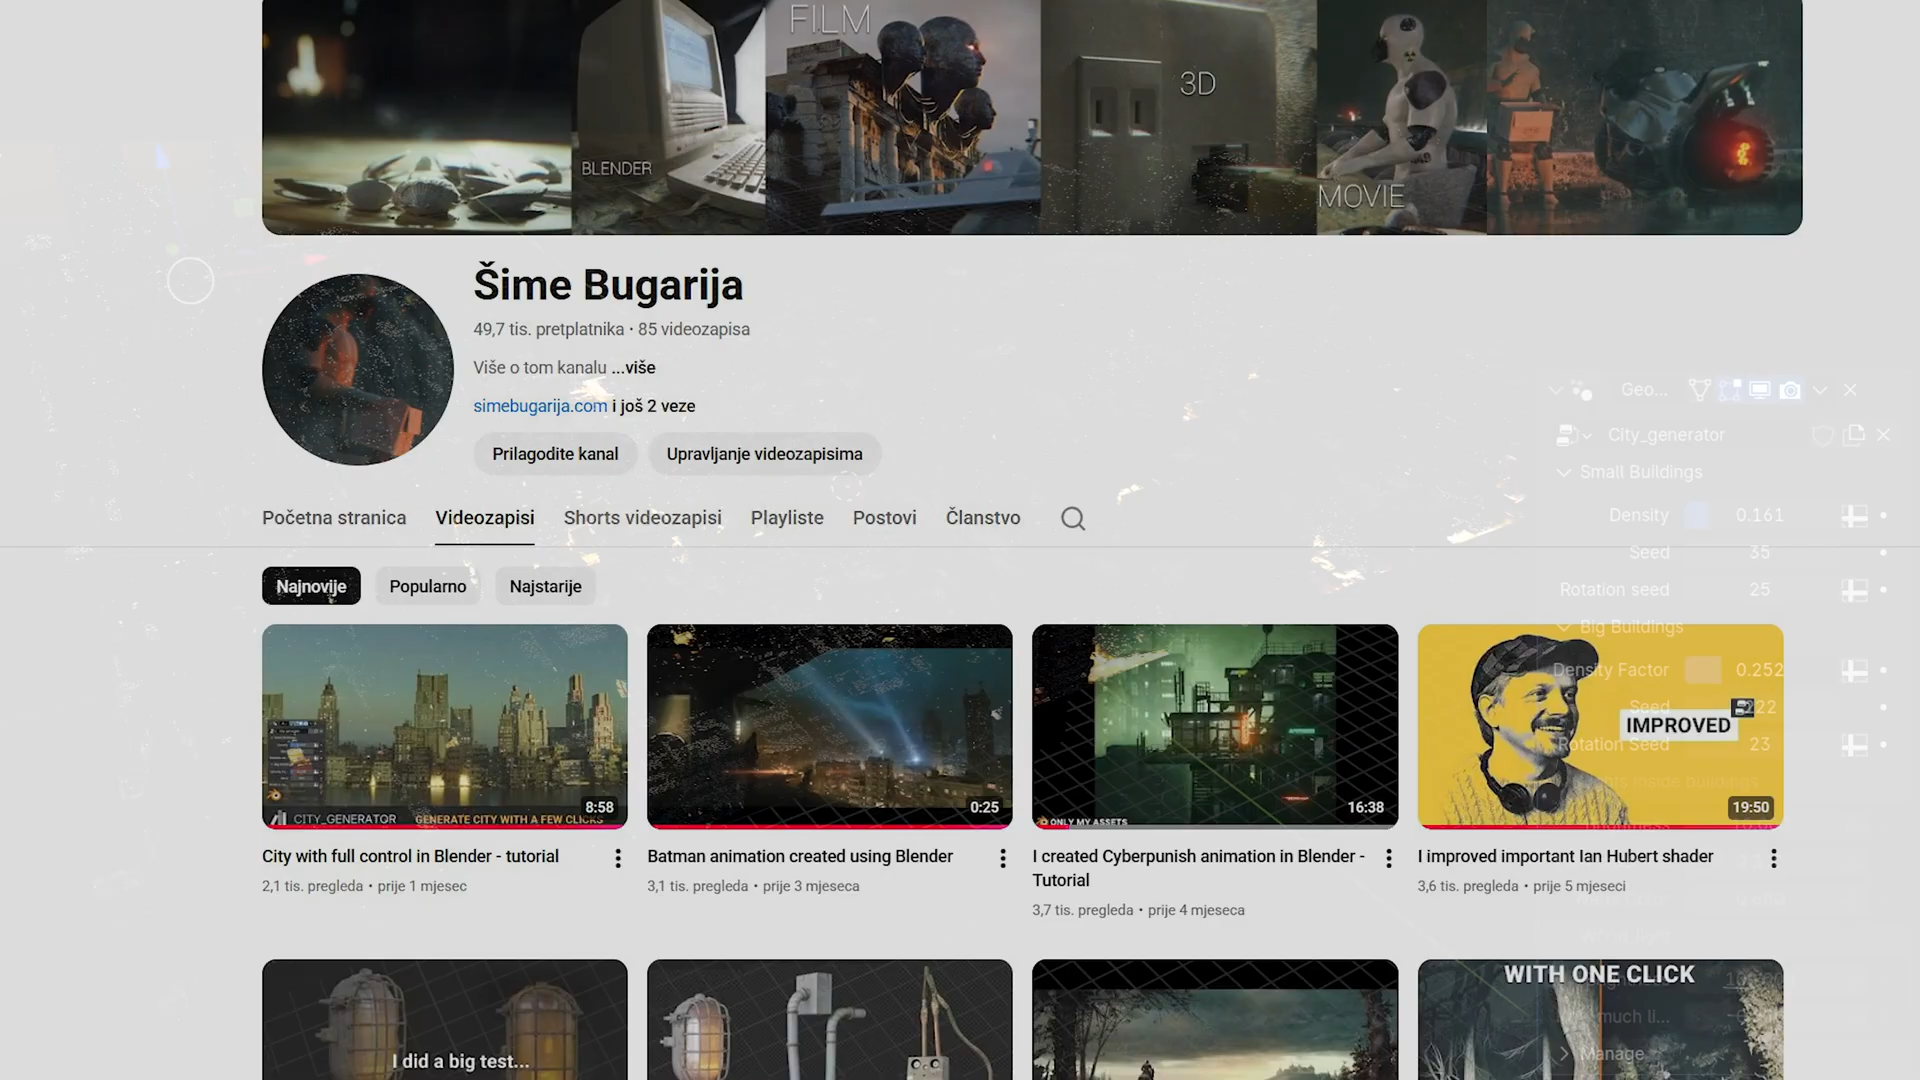 FILM
3D
BLENDER
MOVIE
Šime Bugarija
49,7 tis. pretplatnika • 85 videozapisa
Više o tom kanalu ...više
simebugarija.com i još 2 veze
Prilagodite kanal
Upravljanje videozapisima
Geo...
City_generator
Small Buildings
Density 0.161
Seed 35
Rotation seed 25
Big Buildings
Density Factor 0.252
Seed 222
Rotation Seed 23
Početna stranica
Videozapisi
Shorts videozapisi
Playliste
Postovi
Članstvo
Najnovije
Popularno
Najstarije
CITY_GENERATOR
GENERATE CITY WITH A FEW CLICKS
8:58
0:25
ONLY MY ASSETS
16:38
IMPROVED
19:50
City with full control in Blender - tutorial
2,1 tis. pregleda • prije 1 mjesec
Batman animation created using Blender
3,1 tis. pregleda • prije 3 mjeseca
I created Cyberpunish animation in Blender -
Tutorial
3,7 tis. pregleda • prije 4 mjeseca
I improved important Ian Hubert shader
3,6 tis. pregleda • prije 5 mjeseci
I did a big test...
WITH ONE CLICK
much li...
Manage